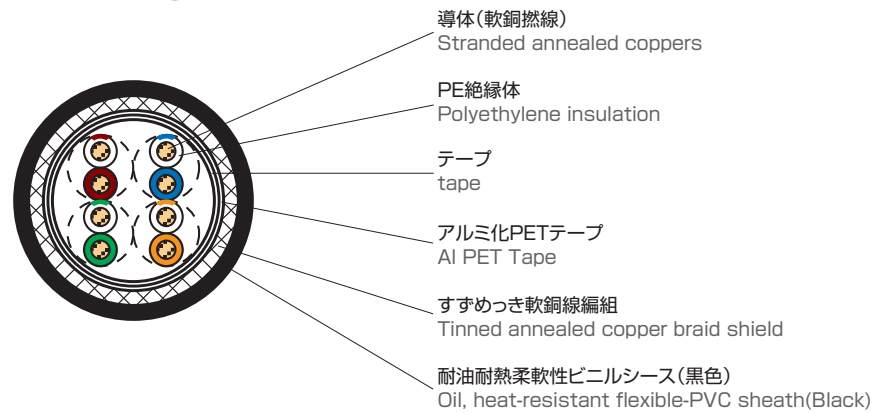 導体(軟銅撚線)
Stranded annealed coppers
PE絶縁体
Polyethylene insulation
テープ
tape
アルミ化PETテープ
Al PET Tape
すずめっき軟銅線編組
Tinned annealed copper braid shield
耐油耐熱柔軟性ビニルシース(黒色)
Oil, heat-resistant flexible-PVC sheath(Black)